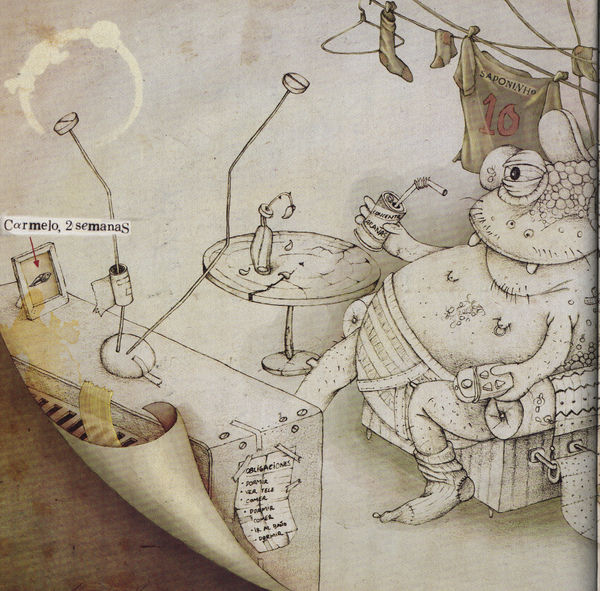 SAPONINHO
10
Carmelo, 2 semanaS
OBLIGACIONES
- DORMIR
- VER TELE
- COMER
- DORMIR
COMER
- IR AL BAÑO
- DORMIR